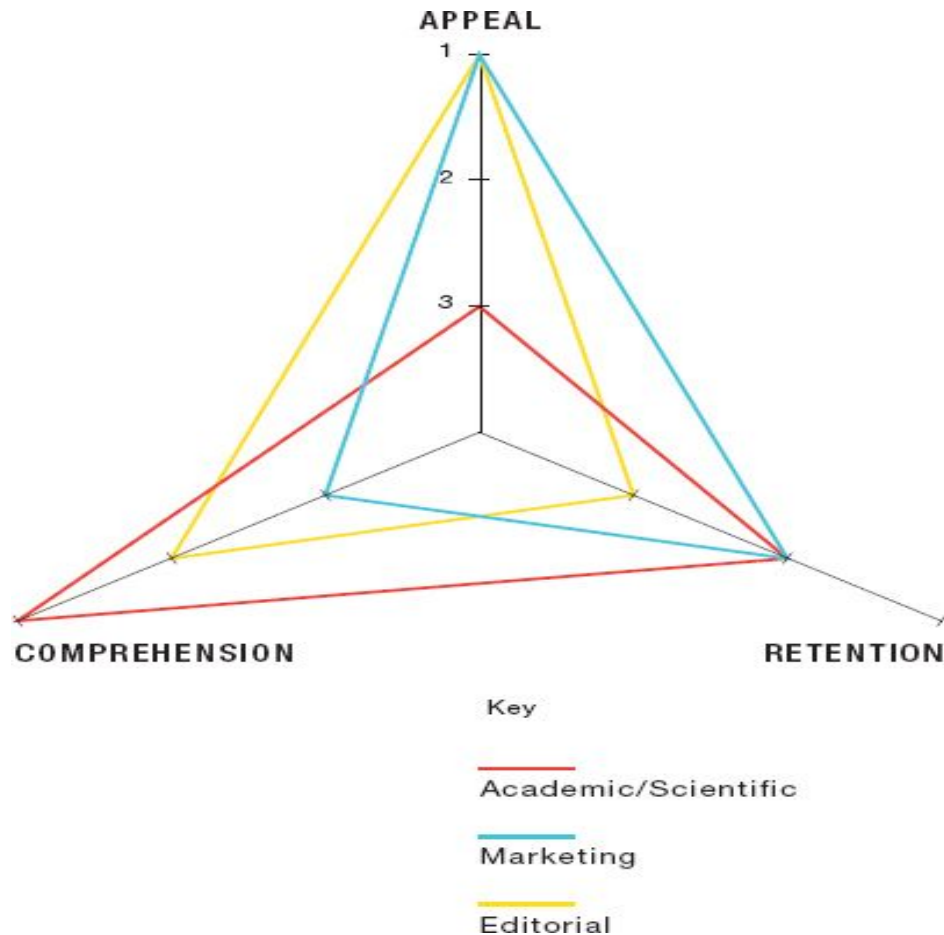 APPEAL
1
2
3
COMPREHENSION
RETENTION
Key
Academic/Scientific
Marketing
Editorial